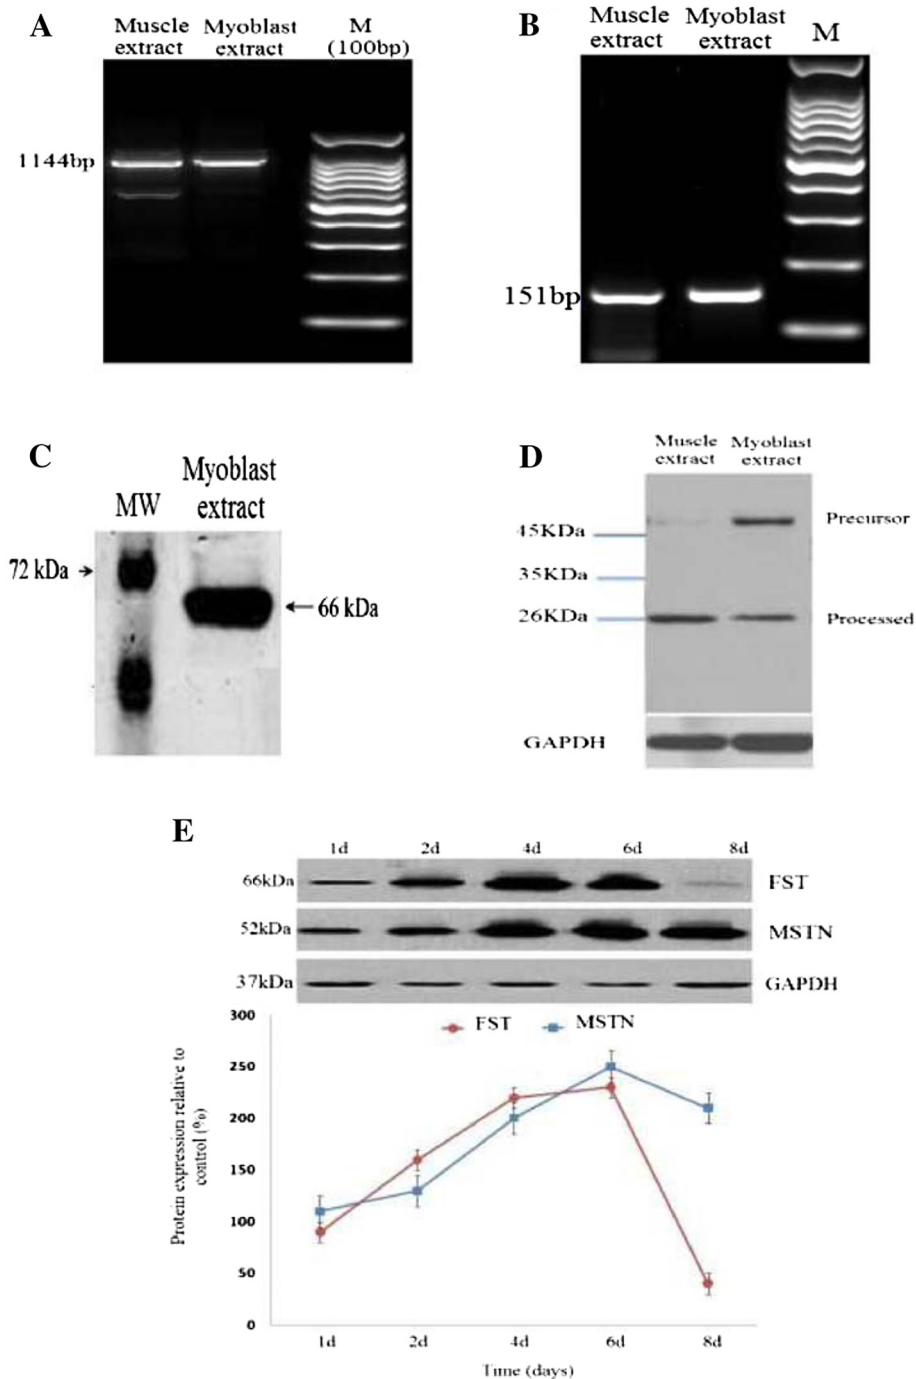 A
Muscle extract
Myoblast extract
M (100bp)
1144bp
B
Muscle extract
Myoblast extract
M
151bp
C
MW
Myoblast extract
72 kDa
66 kDa
D
Muscle extract
Myoblast extract
45KDa
35KDa
26KDa
Precursor
Processed
GAPDH
E
1d 2d 4d 6d 8d
66kDa FST
52kDa MSTN
37kDa GAPDH
FST MSTN
Protein expression relative to control (%)
300
250
200
150
100
50
0
1d 2d 4d 6d 8d
Time (days)